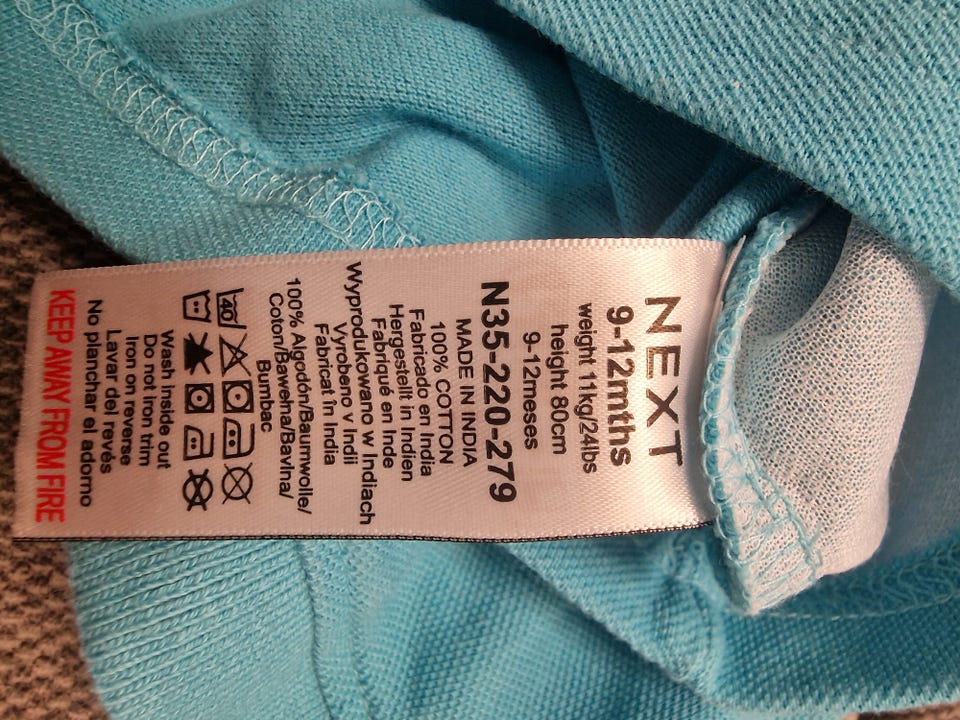 NEXT
9-12mths
weight 11kg/24lbs
height 80cm
9-12meses
N35-220-279
MADE IN INDIA
100% COTTON
Fabricado en India
Hergestellt in Indien
Fabriqué en Inde
Wyprodukowano w Indiach
Vyrobeno v Indii
Fabricat în India
100% Algodón/Baumwolle/
Coton/Bawełna/Bavlna/
Bumbac
40
Wash inside out
Do not iron trim
Iron on reverse
Lavar del revés
No planchar el adorno
KEEP AWAY FROM FIRE